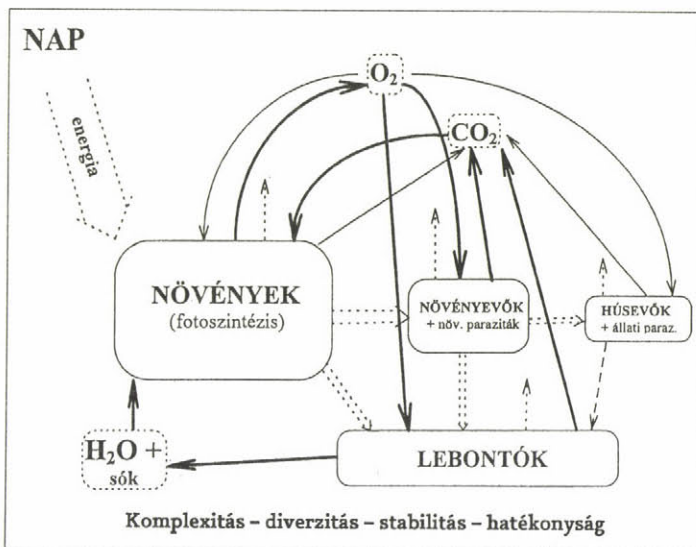 NAP
energia
O₂
CO₂
NÖVÉNYEK
(fotoszintézis)
NÖVÉNYEVŐK
+ növ. paraziták
HÚSEVŐK
+ állati paraz.
H₂O +
sók
LEBONTÓK
Komplexitás – diverzitás – stabilitás – hatékonyság